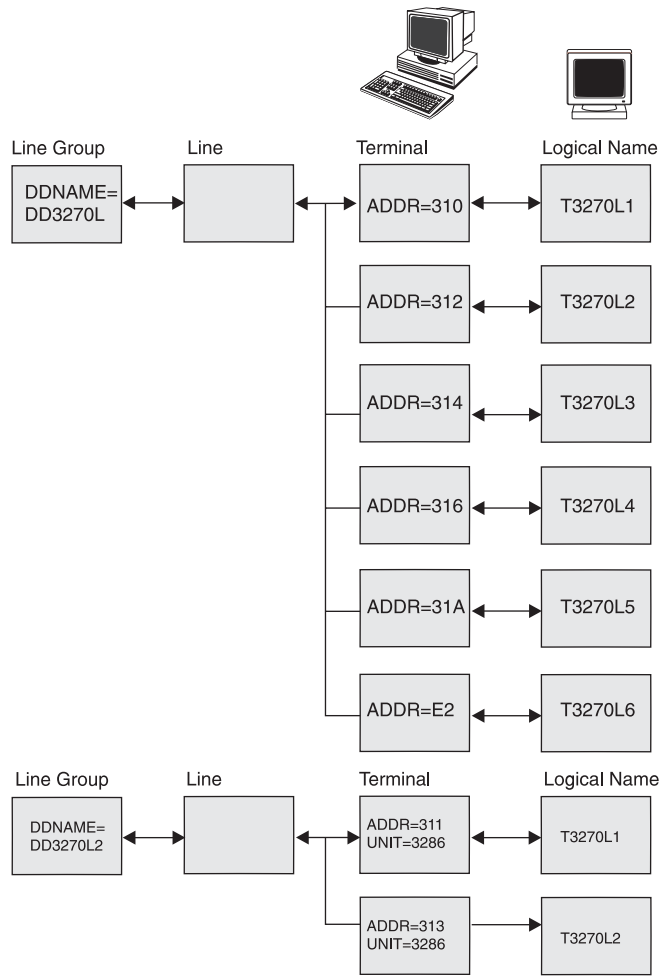 Line Group
Line
Terminal
Logical Name
DDNAME=
DD3270L
ADDR=310
T3270L1
ADDR=312
T3270L2
ADDR=314
T3270L3
ADDR=316
T3270L4
ADDR=31A
T3270L5
ADDR=E2
T3270L6
Line Group
Line
Terminal
Logical Name
DDNAME=
DD3270L2
ADDR=311
UNIT=3286
T3270L1
ADDR=313
UNIT=3286
T3270L2